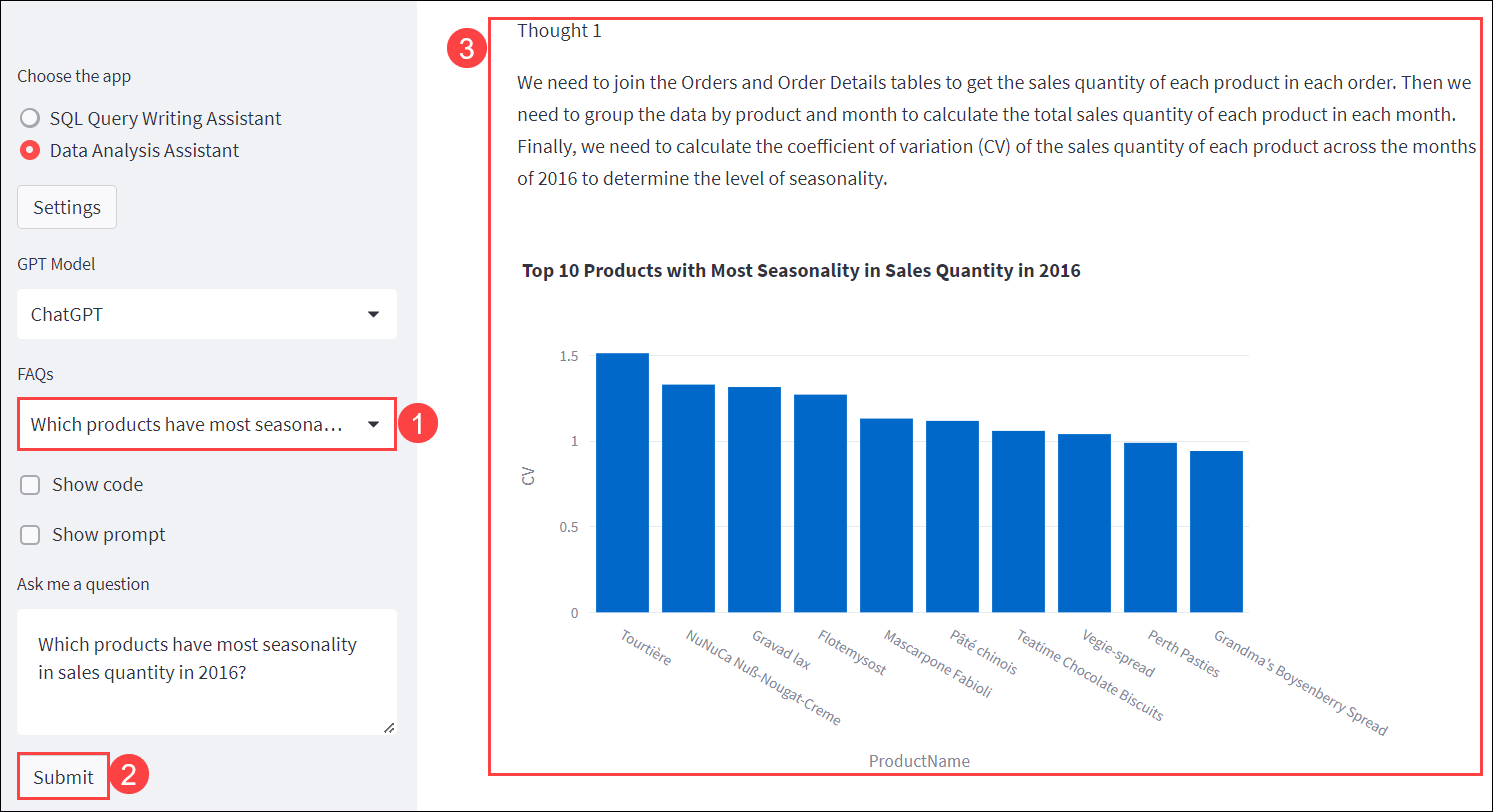 Choose the app
SQL Query Writing Assistant
Data Analysis Assistant
Settings
GPT Model
ChatGPT
FAQs
Which products have most seasona...
1
Show code
Show prompt
Ask me a question
Which products have most seasonality
in sales quantity in 2016?
Submit
2
3
Thought 1
We need to join the Orders and Order Details tables to get the sales quantity of each product in each order. Then we
need to group the data by product and month to calculate the total sales quantity of each product in each month.
Finally, we need to calculate the coefficient of variation (CV) of the sales quantity of each product across the months
of 2016 to determine the level of seasonality.
Top 10 Products with Most Seasonality in Sales Quantity in 2016
1.5
1
0.5
0
CV
Tourtière
NuNuCa Nuß-Nougat-Creme
Gravad lax
Flotemysost
Mascarpone Fabioli
Pâté chinois
Teatime Chocolate Biscuits
Vegie-spread
Perth Pasties
Grandma's Boysenberry Spread
ProductName